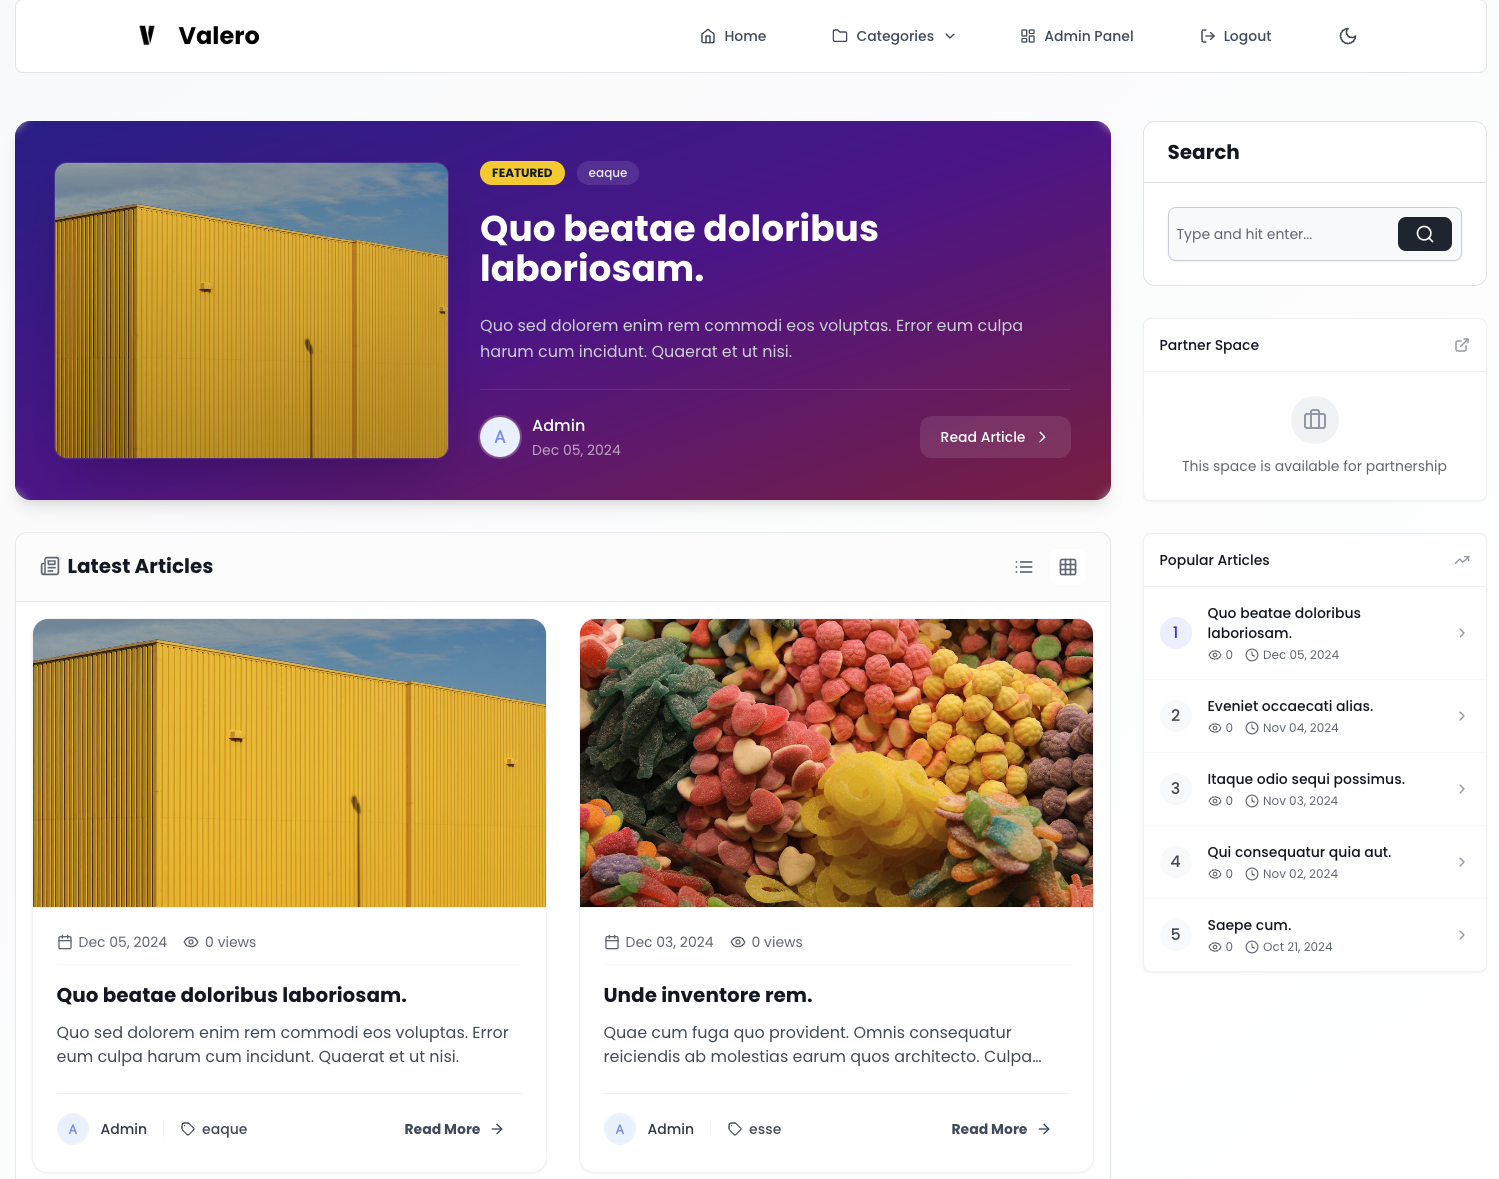 Valero
Home
Categories
Admin Panel
Logout
FEATURED
eaque
Quo beatae doloribus
laboriosam.
Quo sed dolorem enim rem commodi eos voluptas. Error eum culpa
harum cum incidunt. Quaerat et ut nisi.
A
Admin
Dec 05, 2024
Read Article
Search
Type and hit enter...
Partner Space
This space is available for partnership
Latest Articles
Dec 05, 2024
0 views
Quo beatae doloribus laboriosam.
Quo sed dolorem enim rem commodi eos voluptas. Error
eum culpa harum cum incidunt. Quaerat et ut nisi.
A
Admin
eaque
Read More
Dec 03, 2024
0 views
Unde inventore rem.
Quae cum fuga quo provident. Omnis consequatur
reiciendis ab molestias earum quos architecto. Culpa...
A
Admin
esse
Read More
Popular Articles
1
Quo beatae doloribus
laboriosam.
0
Dec 05, 2024
2
Eveniet occaecati alias.
0
Nov 04, 2024
3
Itaque odio sequi possimus.
0
Nov 03, 2024
4
Qui consequatur quia aut.
0
Nov 02, 2024
5
Saepe cum.
0
Oct 21, 2024